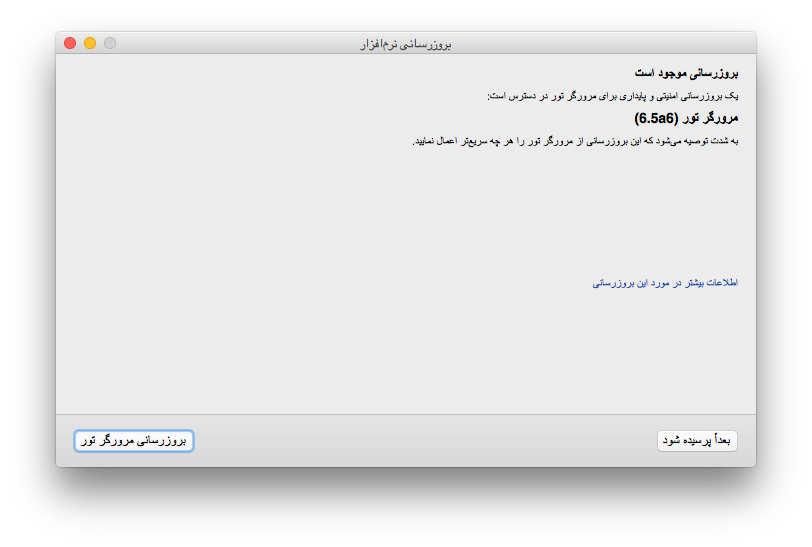 بروزرسانی نرم‌افزار
بروزرسانی موجود است
یک بروزرسانی امنیتی و پایداری برای مرورگر تور در دسترس است:
مرورگر تور (6.5a6)
به شدت توصیه می‌شود که این بروزرسانی از مرورگر تور را هر چه سریع‌تر اعمال نمایید.
اطلاعات بیشتر در مورد این بروزرسانی
بعداً پرسیده شود
بروزرسانی مرورگر تور